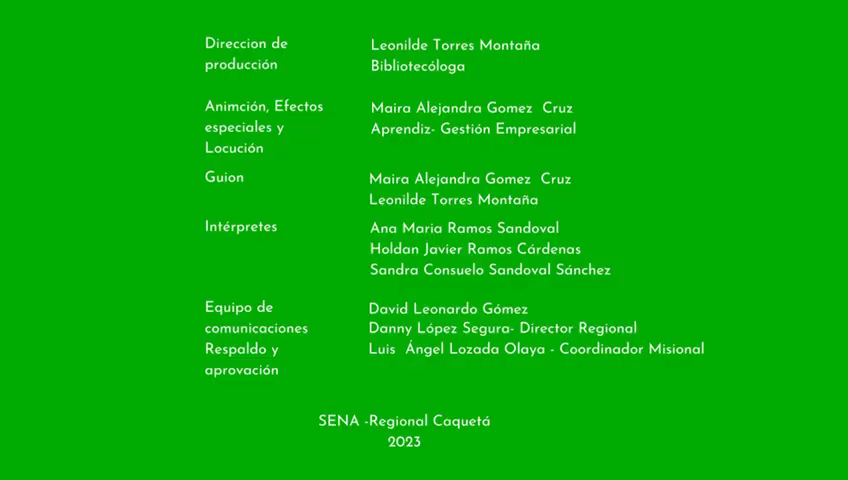 Direccion de
producción
Leonilde Torres Montaña
Bibliotecóloga
Animción, Efectos
especiales y
Locución
Maira Alejandra Gomez Cruz
Aprendiz- Gestión Empresarial
Guion
Maira Alejandra Gomez Cruz
Leonilde Torres Montaña
Intérpretes
Ana Maria Ramos Sandoval
Holdan Javier Ramos Cárdenas
Sandra Consuelo Sandoval Sánchez
Equipo de
comunicaciones
Respaldo y
aprovación
David Leonardo Gómez
Danny López Segura- Director Regional
Luis Ángel Lozada Olaya - Coordinador Misional
SENA -Regional Caquetá
2023